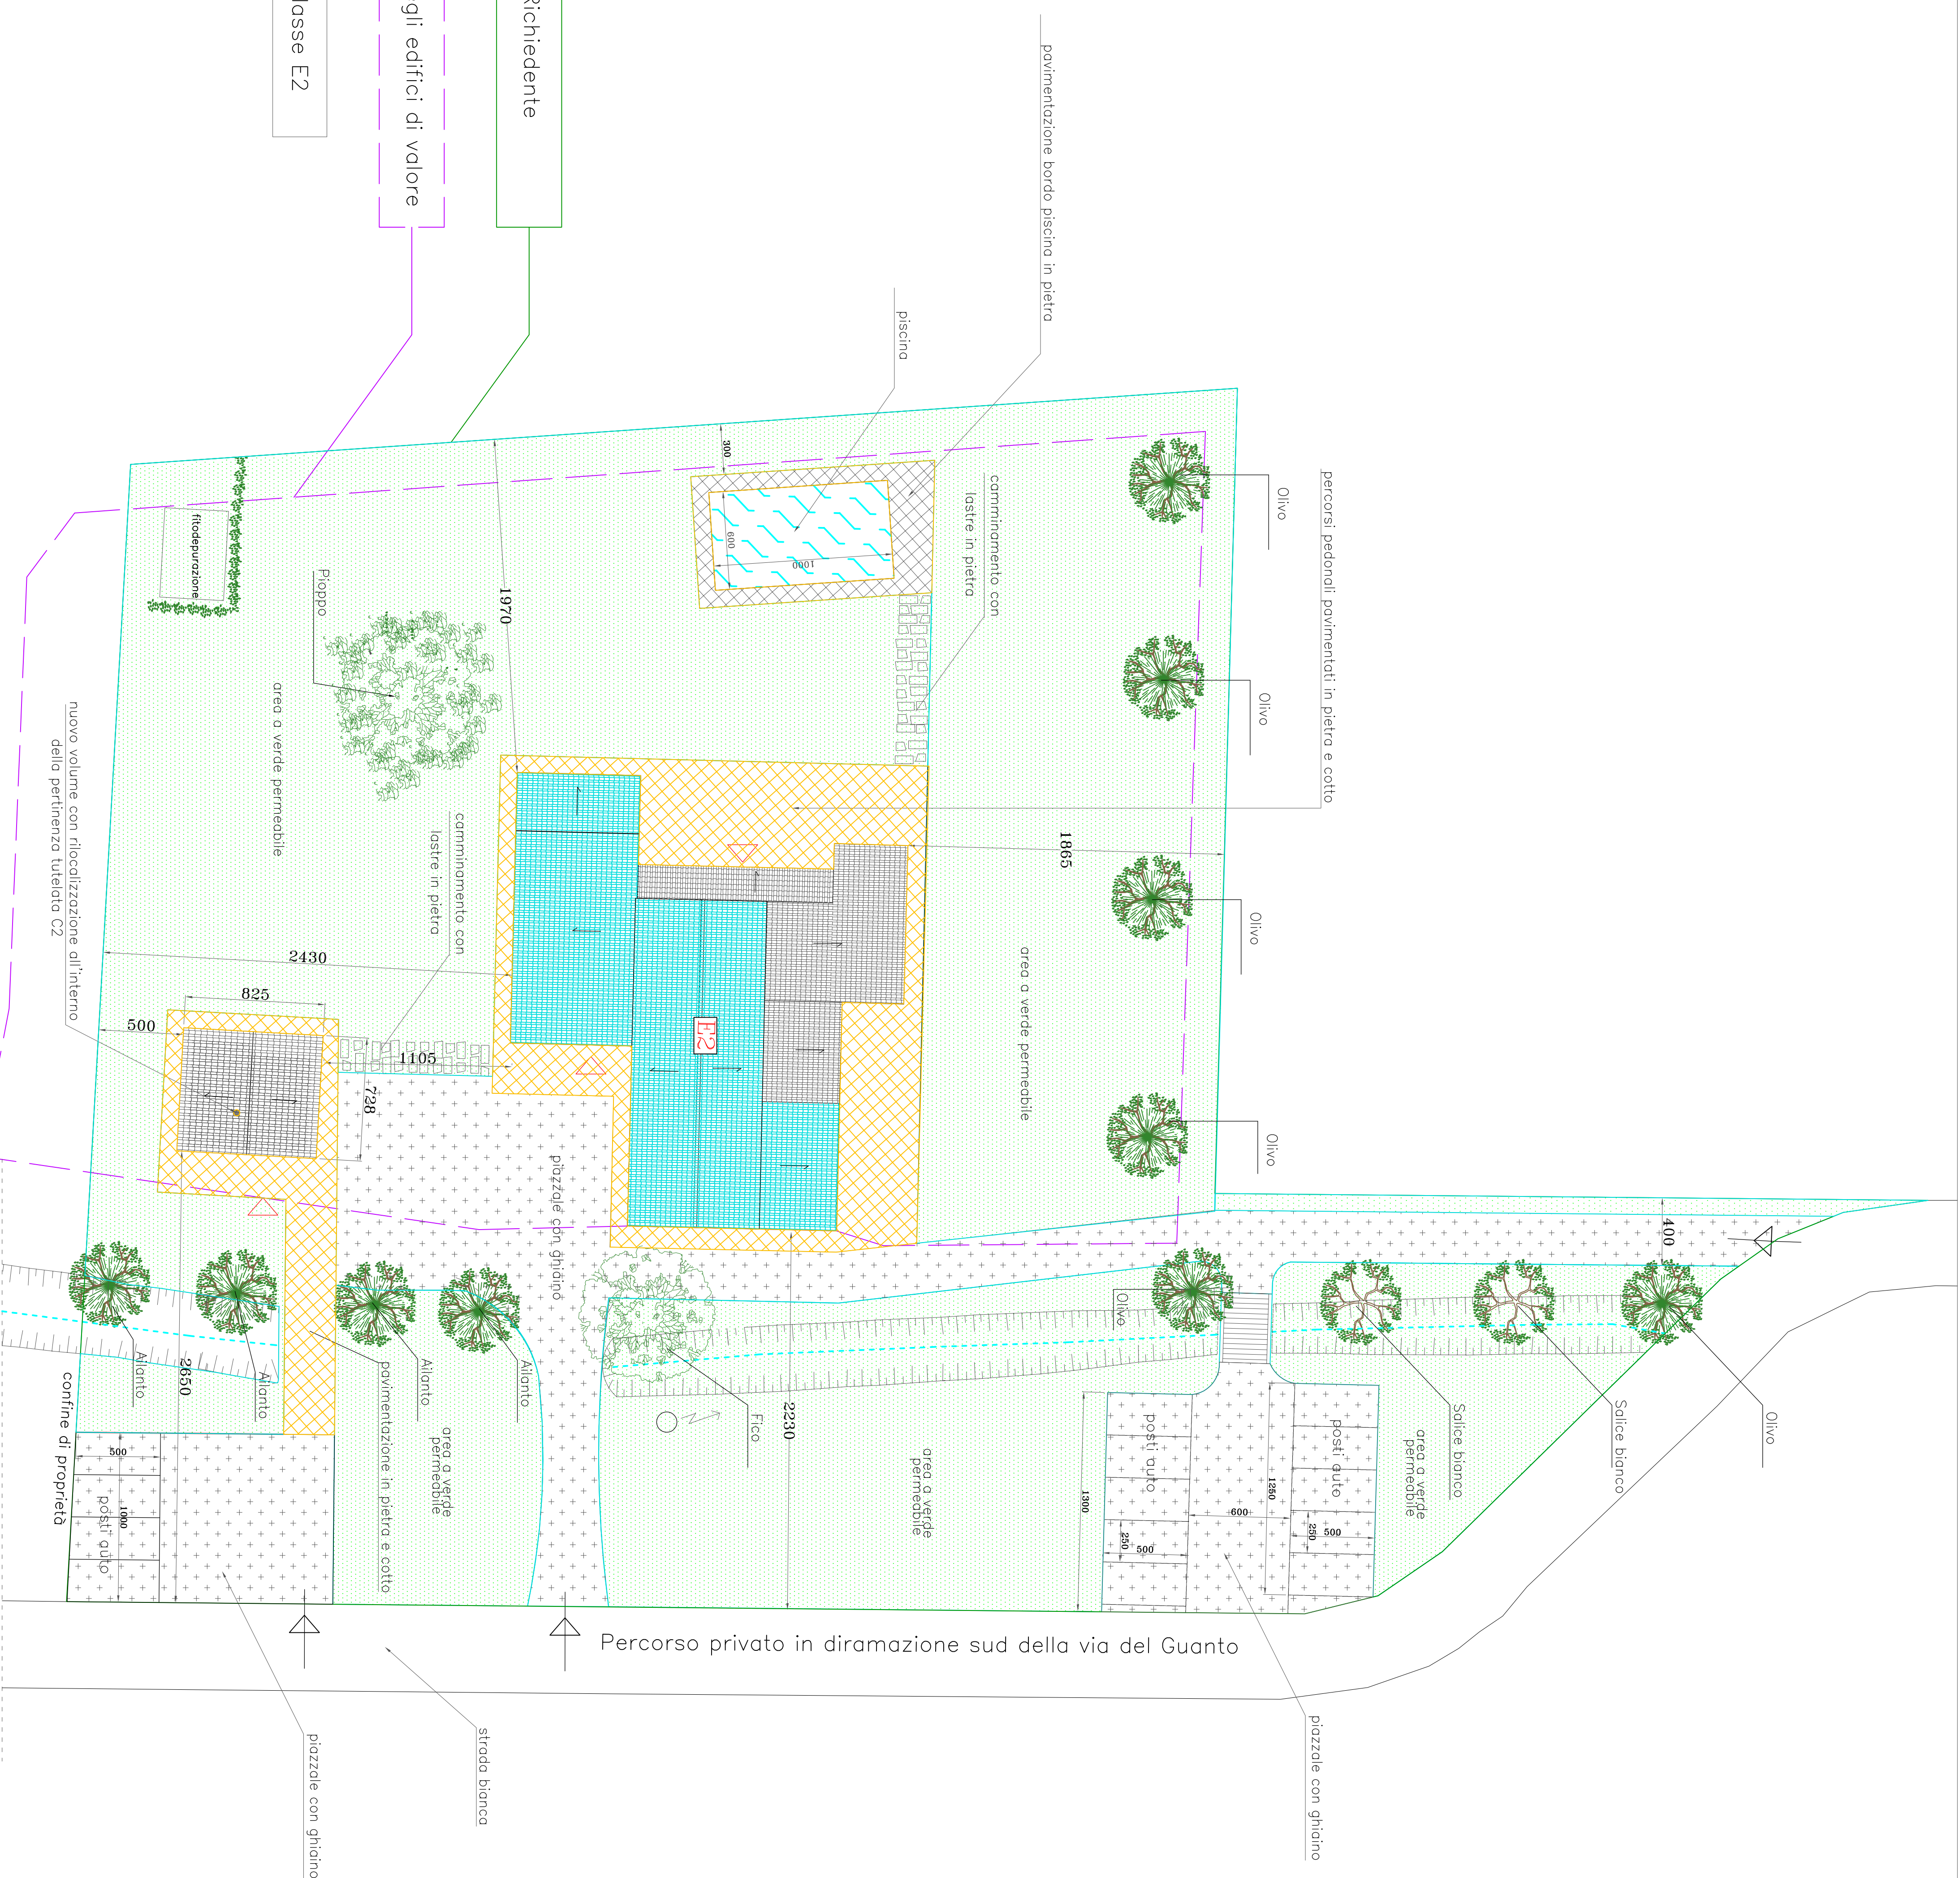 lasse E2
gli edifici di valore
Richiedente
pavimentazione bordo piscina in pietra
piscina
camminamento con
lastre in pietra
percorsi pedonali pavimentati in pietra e cotto
Olivo
Olivo
Olivo
Olivo
300
600
1000
1970
1865
fitodepurazione
Pioppo
area a verde permeabile
area a verde permeabile
camminamento con
lastre in pietra
nuovo volume con rilocalizzazione all'interno
della pertinenza tutelata C2
2430
825
500
1105
728
E2
piazzale con ghiaino
400
Olivo
Salice bianco
Salice bianco
Olivo
Fico
Ailanto
Ailanto
Ailanto
Ailanto
2650
2230
pavimentazione in pietra e cotto
area a verde
permeabile
area a verde
permeabile
area a verde
permeabile
confine di proprietà
posti auto
500
1000
posti auto
1300
250
500
600
1250
posti auto
250
500
Percorso privato in diramazione sud della via del Guanto
strada bianca
piazzale con ghiaino
piazzale con ghiaino